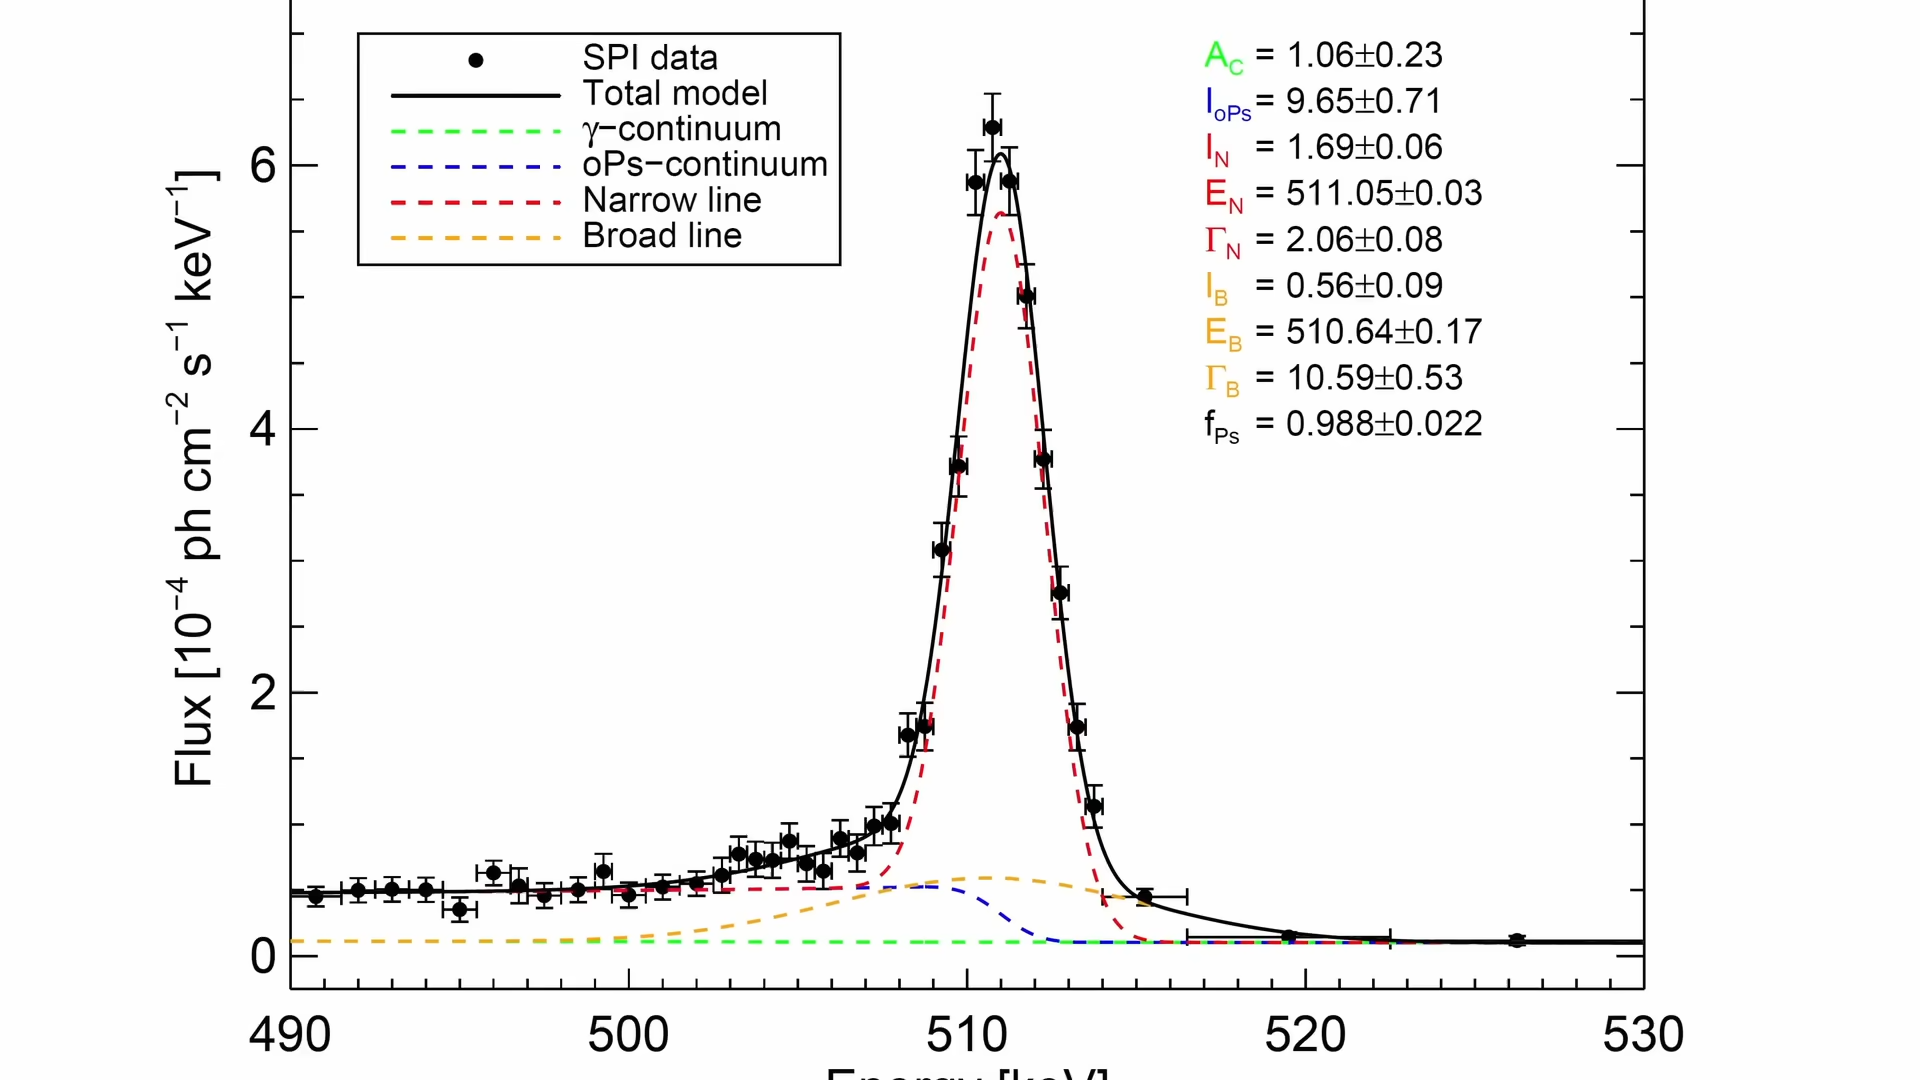 SPI data
Total model
γ−continuum
oPs−continuum
Narrow line
Broad line
A_C = 1.06±0.23
I_oPs = 9.65±0.71
I_N = 1.69±0.06
E_N = 511.05±0.03
Γ_N = 2.06±0.08
I_B = 0.56±0.09
E_B = 510.64±0.17
Γ_B = 10.59±0.53
f_Ps = 0.988±0.022
Flux [10⁻⁴ ph cm⁻² s⁻¹ keV⁻¹]
6
4
2
0
490 500 510 520 530
Energy [keV]